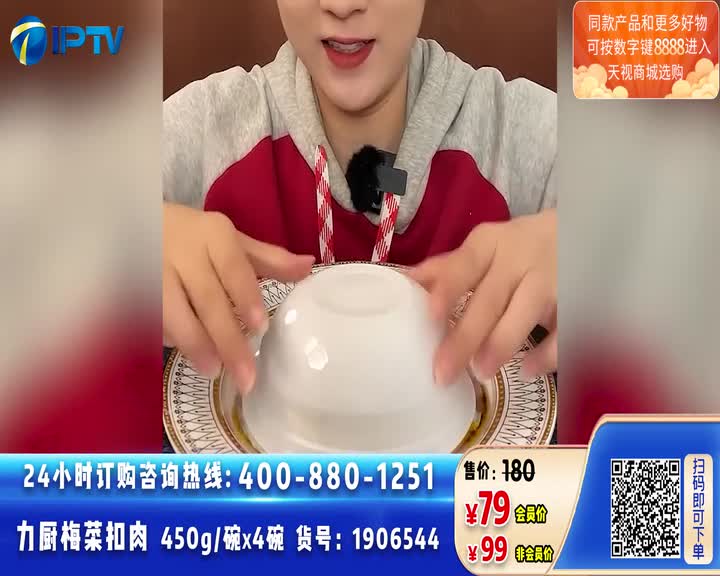 IPTV
同款产品和更多好物
可按数字键8888进入
天视商城选购
24小时订购咨询热线:400-880-1251
力厨梅菜扣肉 450g/碗x4碗 货号: 1906544
售价: 180
¥79 会员价
¥99 非会员价
扫码即可下单